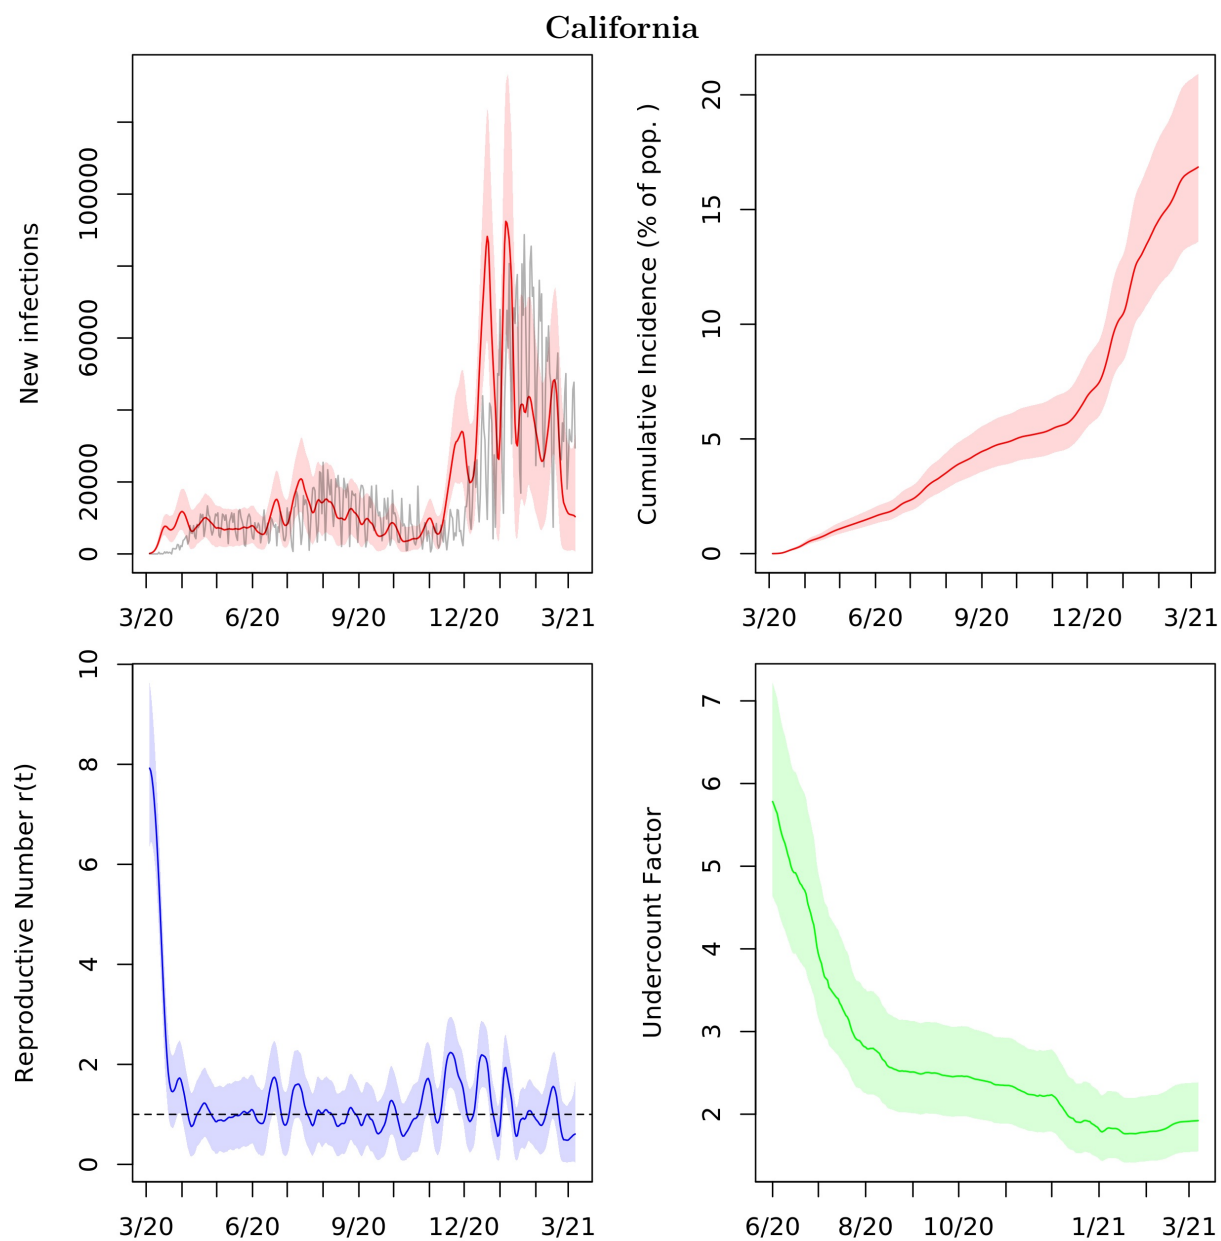 California
New infections
0
20000
60000
100000
3/20 6/20 9/20 12/20 3/21
Cumulative Incidence (% of pop. )
0
5
10
15
20
3/20 6/20 9/20 12/20 3/21
Reproductive Number r(t)
0
2
4
6
8
10
3/20 6/20 9/20 12/20 3/21
Undercount Factor
2
3
4
5
6
7
6/20 8/20 10/20 1/21 3/21